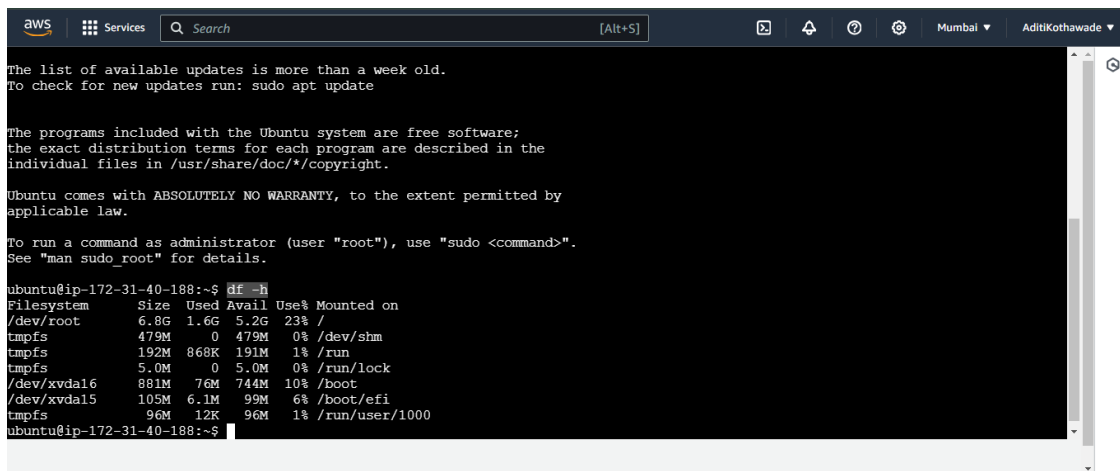 aws Services Search [Alt+S] Mumbai AditiKothawade
The list of available updates is more than a week old.
To check for new updates run: sudo apt update
The programs included with the Ubuntu system are free software;
the exact distribution terms for each program are described in the
individual files in /usr/share/doc/*/copyright.
Ubuntu comes with ABSOLUTELY NO WARRANTY, to the extent permitted by
applicable law.
To run a command as administrator (user "root"), use "sudo <command>".
See "man sudo_root" for details.
ubuntu@ip-172-31-40-188:~$ df -h
Filesystem      Size  Used Avail Use% Mounted on
/dev/root       6.8G  1.6G  5.2G  23% /
tmpfs           479M     0  479M   0% /dev/shm
tmpfs           192M  868K  191M   1% /run
tmpfs           5.0M     0  5.0M   0% /run/lock
/dev/xvda16     881M   76M  744M  10% /boot
/dev/xvda15     105M  6.1M   99M   6% /boot/efi
tmpfs            96M   12K   96M   1% /run/user/1000
ubuntu@ip-172-31-40-188:~$